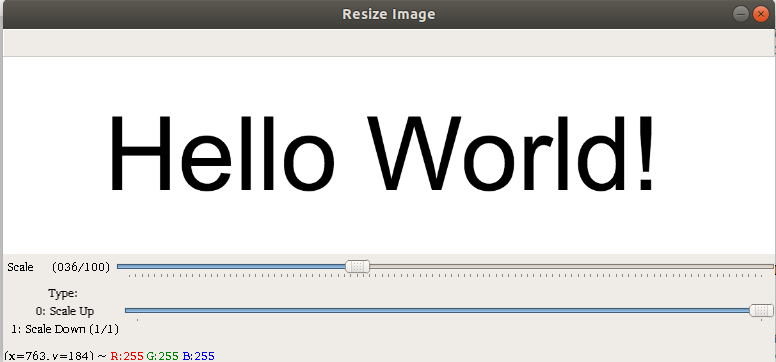 Resize Image
Hello World!
Scale (036/100)
Type:
0: Scale Up
1: Scale Down (1/1)
(x=763, y=184) ~ R:255 G:255 B:255